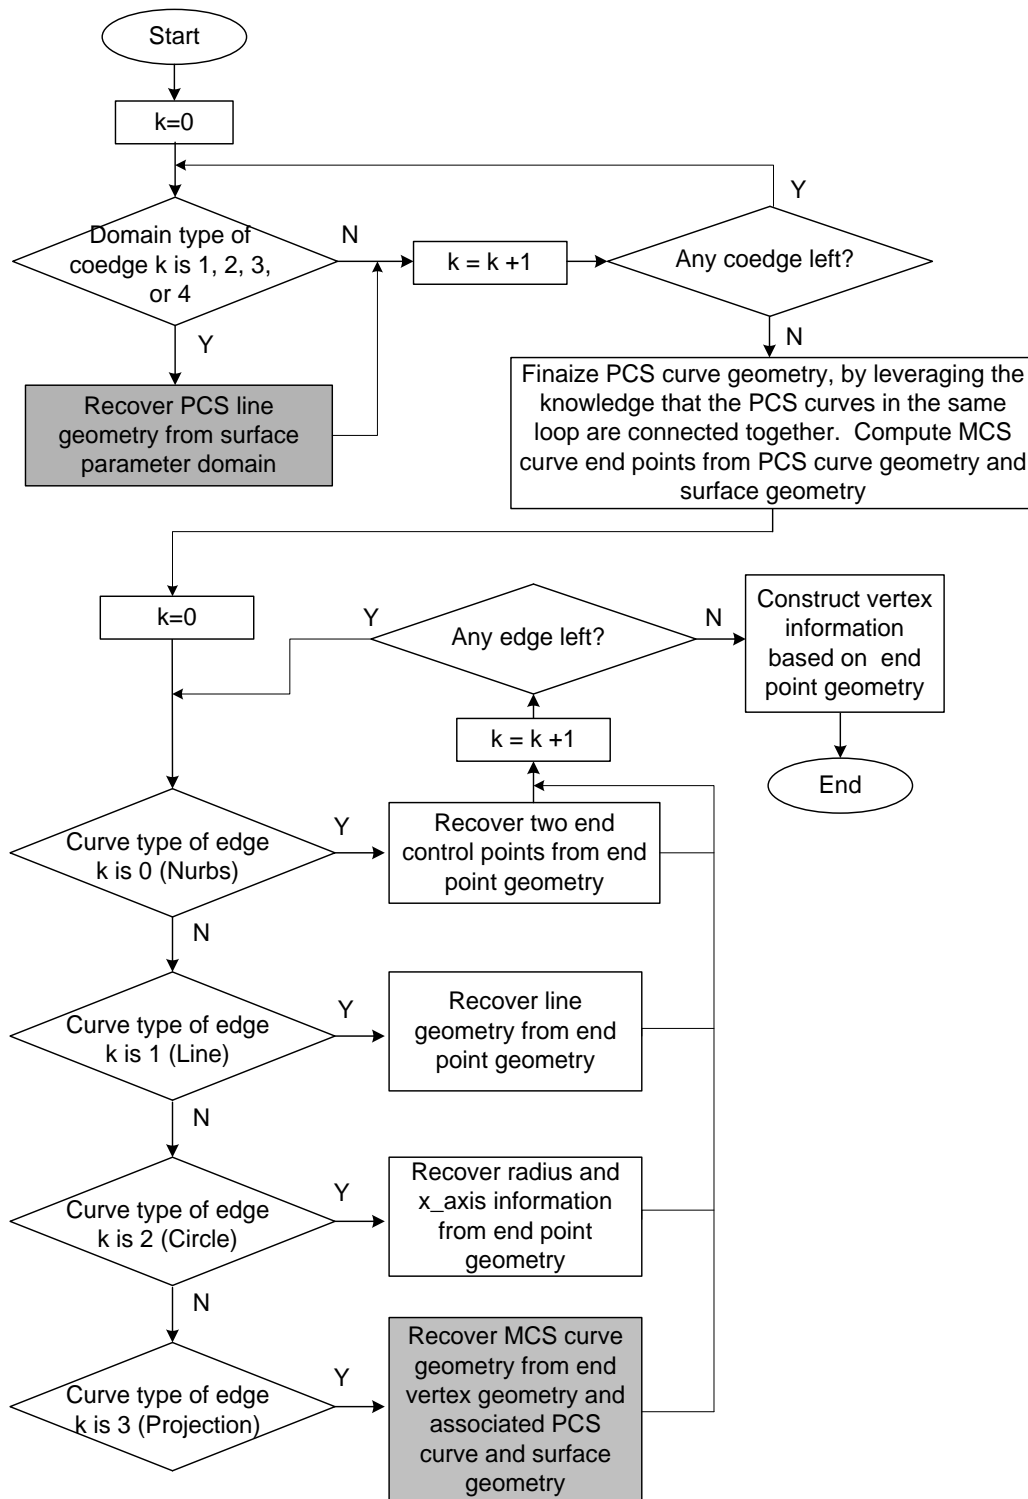 Start
k=0
Domain type of
coedge k is 1, 2, 3,
or 4
N
k = k +1
Any coedge left?
Y
Y
N
Recover PCS line
geometry from surface
parameter domain
Finaize PCS curve geometry, by leveraging the
knowledge that the PCS curves in the same
loop are connected together.  Compute MCS
curve end points from PCS curve geometry and
surface geometry
k=0
Y
Any edge left?
N
Construct vertex
information
based on  end
point geometry
k = k +1
End
Curve type of edge
k is 0 (Nurbs)
Y
Recover two end
control points from end
point geometry
N
Curve type of edge
k is 1 (Line)
Y
Recover line
geometry from end
point geometry
N
Curve type of edge
k is 2 (Circle)
Y
Recover radius and
x_axis information
from end point
geometry
N
Curve type of edge
k is 3 (Projection)
Y
Recover MCS curve
geometry from end
vertex geometry and
associated PCS
curve and surface
geometry